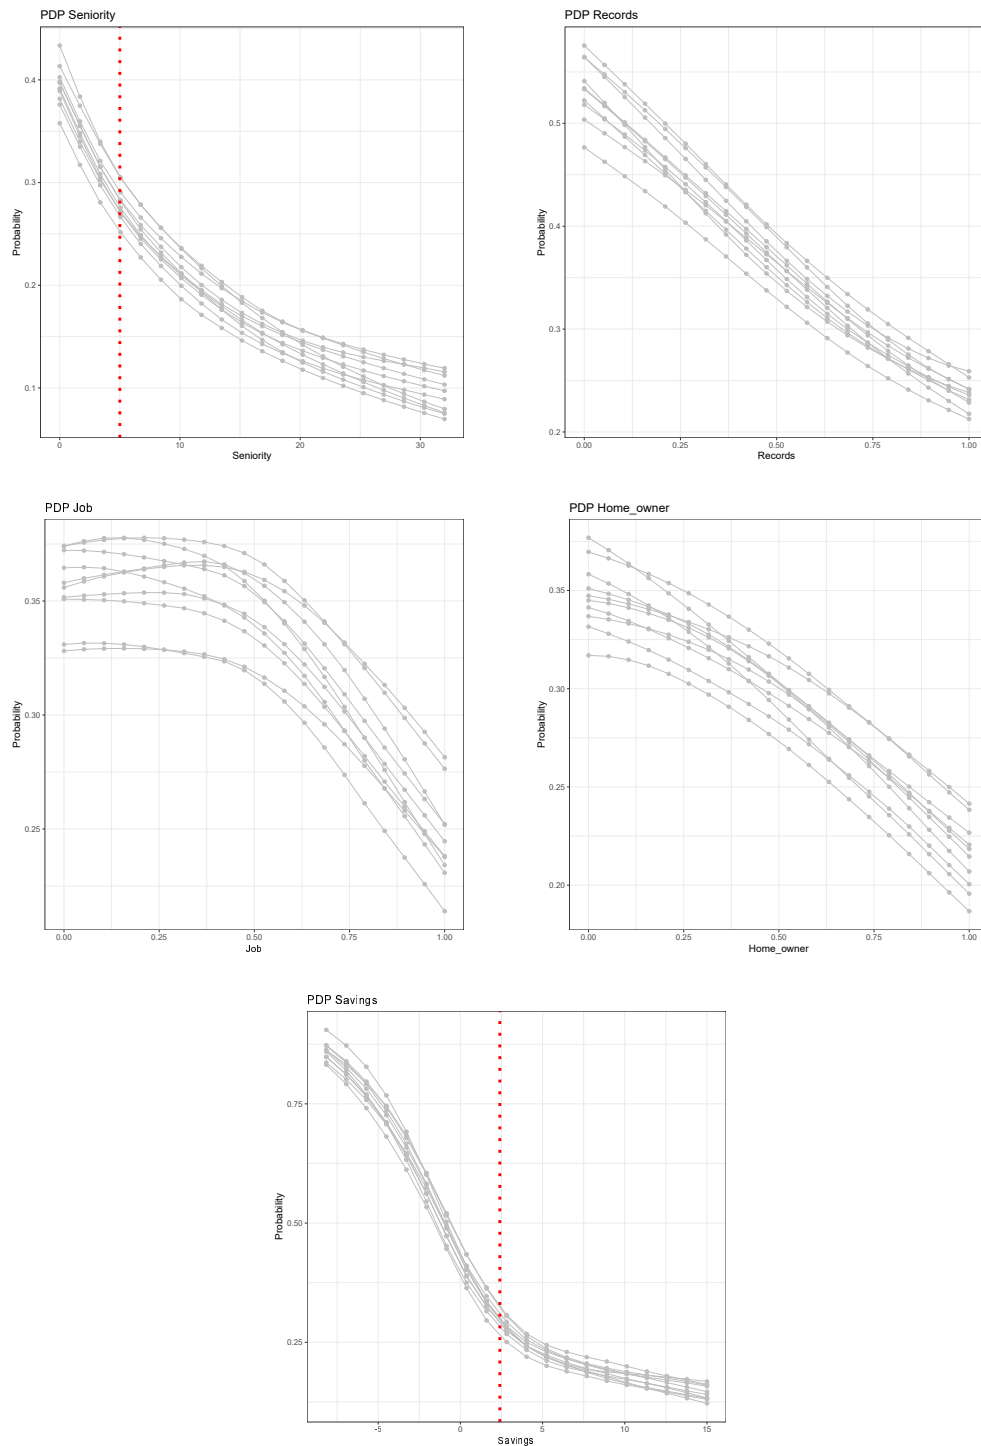 PDP Seniority
0.4
0.3
0.2
0.1
Probability
0
10
20
30
Seniority
PDP Records
0.5
0.4
0.3
0.2
Probability
0.00
0.25
0.50
0.75
1.00
Records
PDP Job
0.35
0.30
0.25
Probability
0.00
0.25
0.50
0.75
1.00
Job
PDP Home_owner
0.35
0.30
0.25
0.20
Probability
0.00
0.25
0.50
0.75
1.00
Home_owner
PDP Savings
0.75
0.50
0.25
Probability
-5
0
5
10
15
Savings